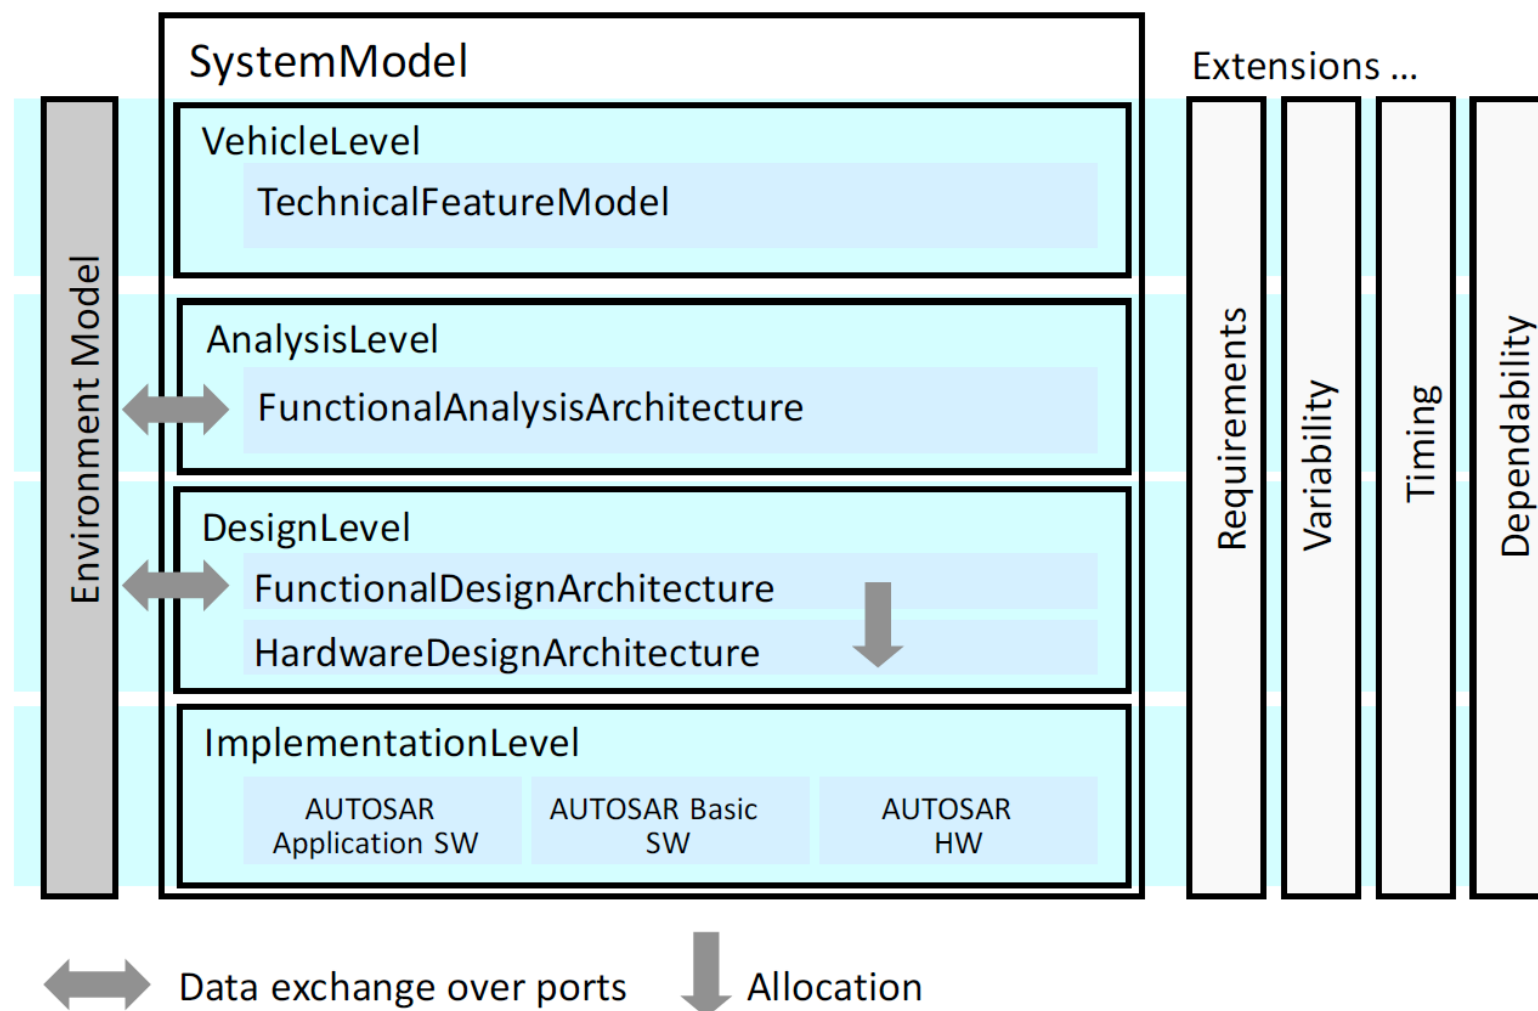 SystemModel
Extensions ...
Environment Model
VehicleLevel
TechnicalFeatureModel
AnalysisLevel
FunctionalAnalysisArchitecture
DesignLevel
FunctionalDesignArchitecture
HardwareDesignArchitecture
ImplementationLevel
AUTOSAR
Application SW
AUTOSAR Basic
SW
AUTOSAR
HW
Requirements
Variability
Timing
Dependability
Data exchange over ports
Allocation